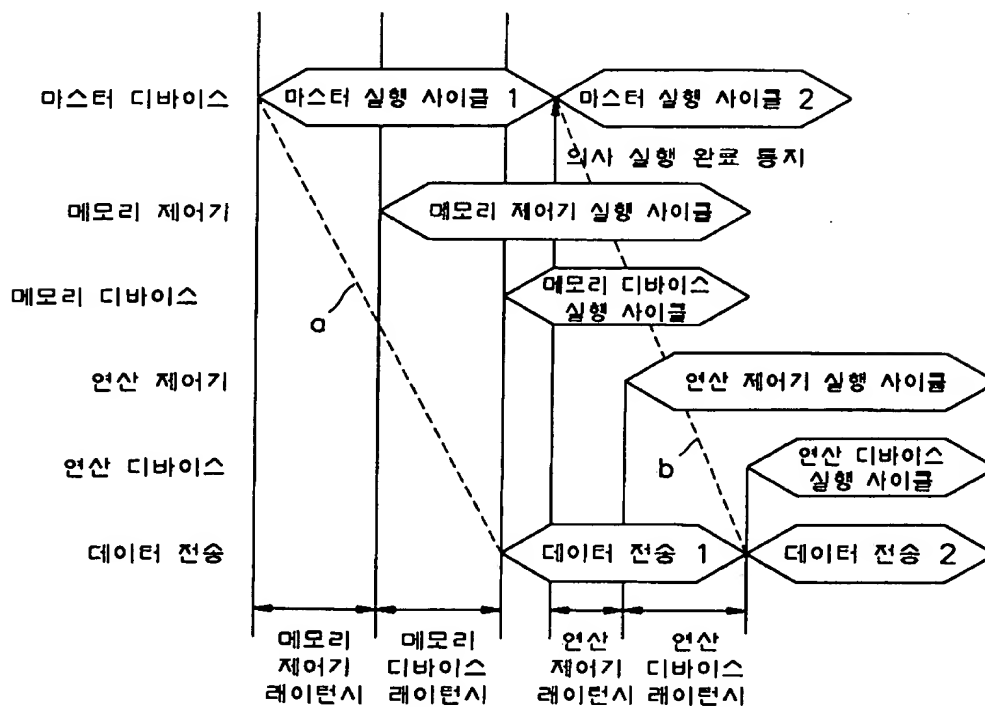 마스터 디바이스
마스터 실행 사이클 1
마스터 실행 사이클 2
의사 실행 완료 통지
메모리 제어기
메모리 제어기 실행 사이클
메모리 디바이스
메모리 디바이스
실행 사이클
a
연산 제어기
연산 제어기 실행 사이클
연산 디바이스
b
연산 디바이스
실행 사이클
데이터 전송
데이터 전송 1
데이터 전송 2
메모리
제어기
래이턴시
메모리
디바이스
래이턴시
연산
제어기
래이턴시
연산
디바이스
래이턴시